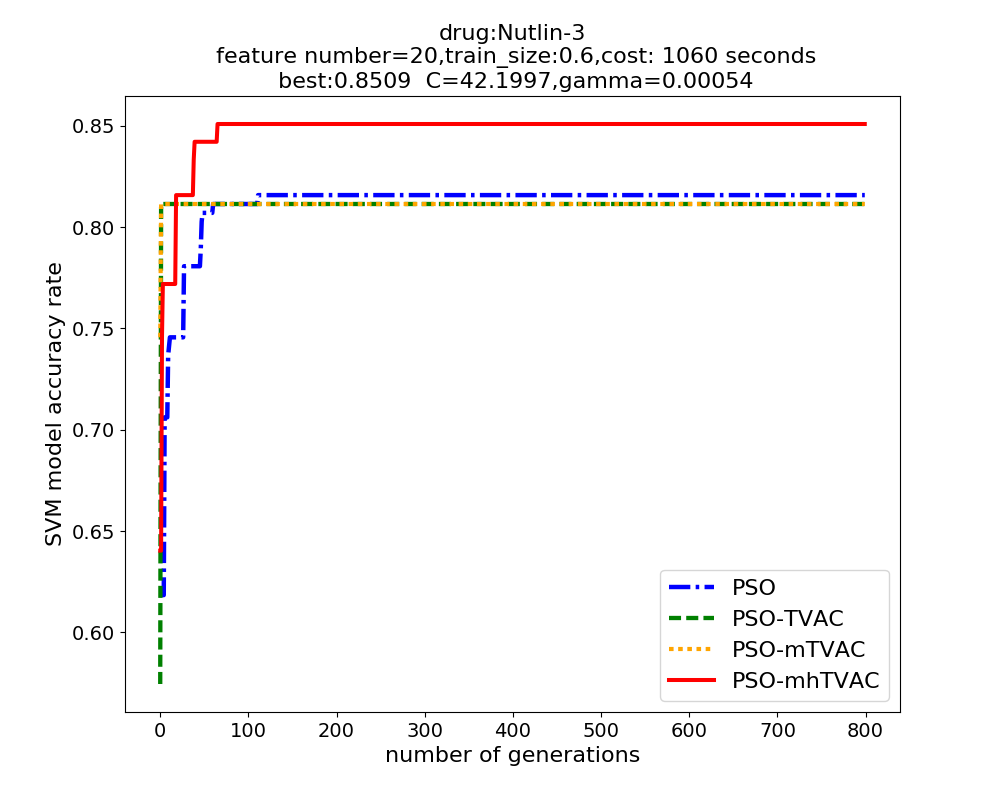 drug:Nutlin-3
feature number=20,train_size:0.6,cost: 1060 seconds
best:0.8509  C=42.1997,gamma=0.00054
SVM model accuracy rate
0.85
0.80
0.75
0.70
0.65
0.60
PSO
PSO-TVAC
PSO-mTVAC
PSO-mhTVAC
0 100 200 300 400 500 600 700 800
number of generations